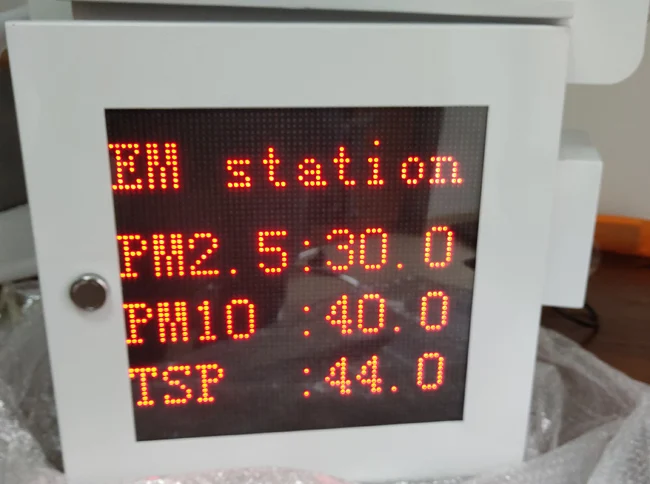 EM station
PM2.5:30.0
PM10 :40.0
TSP :44.0